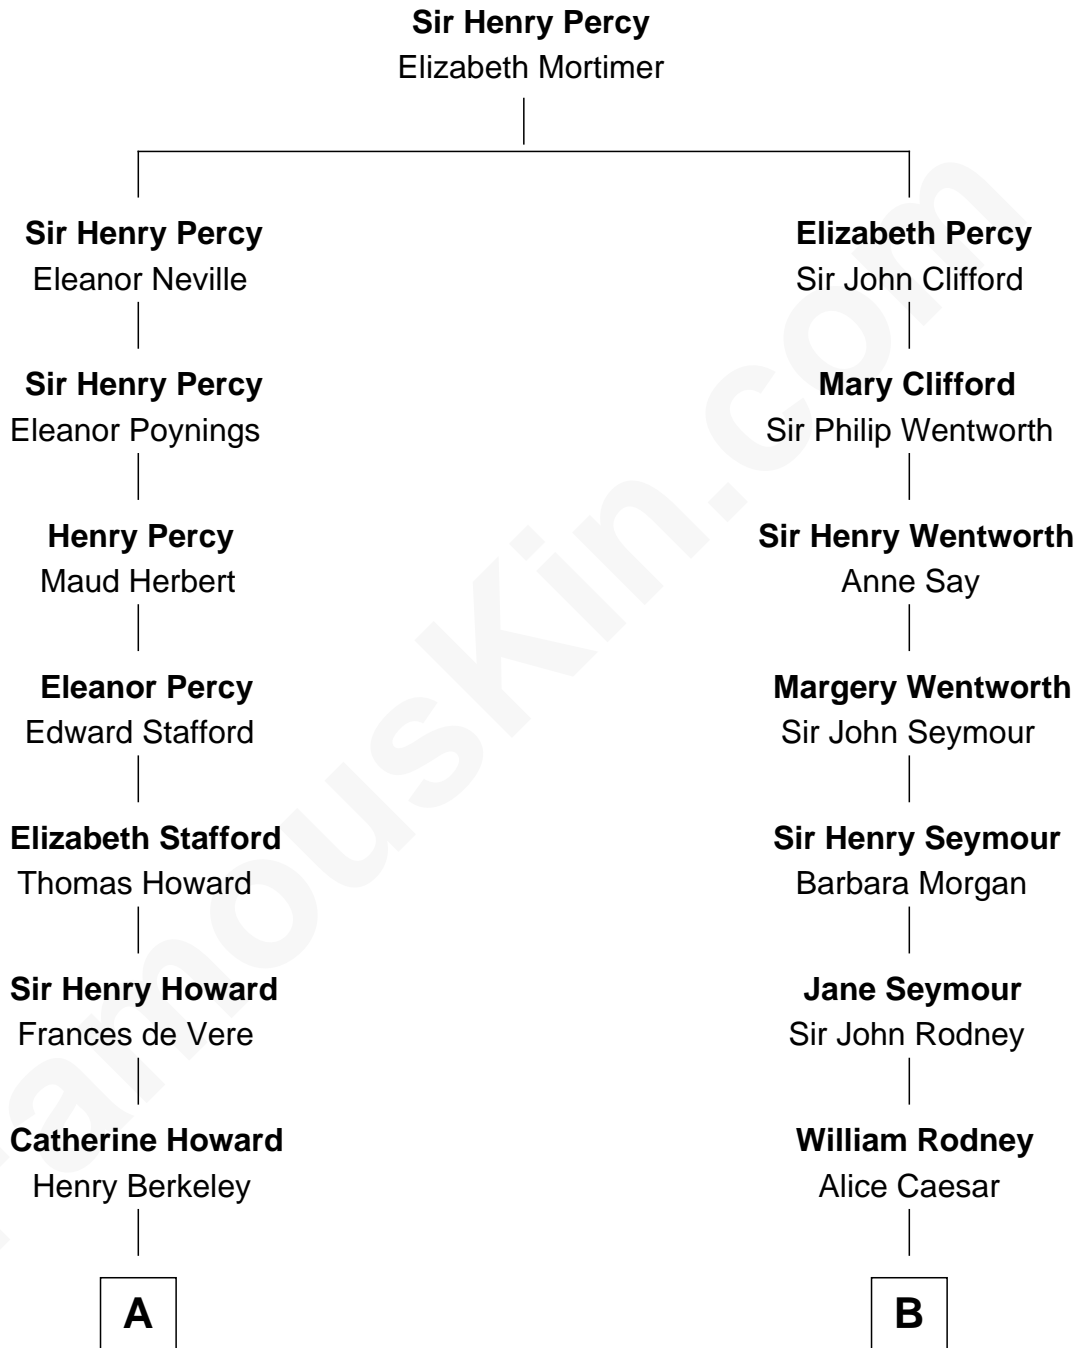 Sir Henry Percy
Elizabeth Mortimer
Sir Henry Percy
Eleanor Neville
Elizabeth Percy
Sir John Clifford
Sir Henry Percy
Eleanor Poynings
Mary Clifford
Sir Philip Wentworth
Henry Percy
Maud Herbert
Sir Henry Wentworth
Anne Say
Eleanor Percy
Edward Stafford
Margery Wentworth
Sir John Seymour
Elizabeth Stafford
Thomas Howard
Sir Henry Seymour
Barbara Morgan
Sir Henry Howard
Frances de Vere
Jane Seymour
Sir John Rodney
Catherine Howard
Henry Berkeley
William Rodney
Alice Caesar
A
B
FamousKin.com